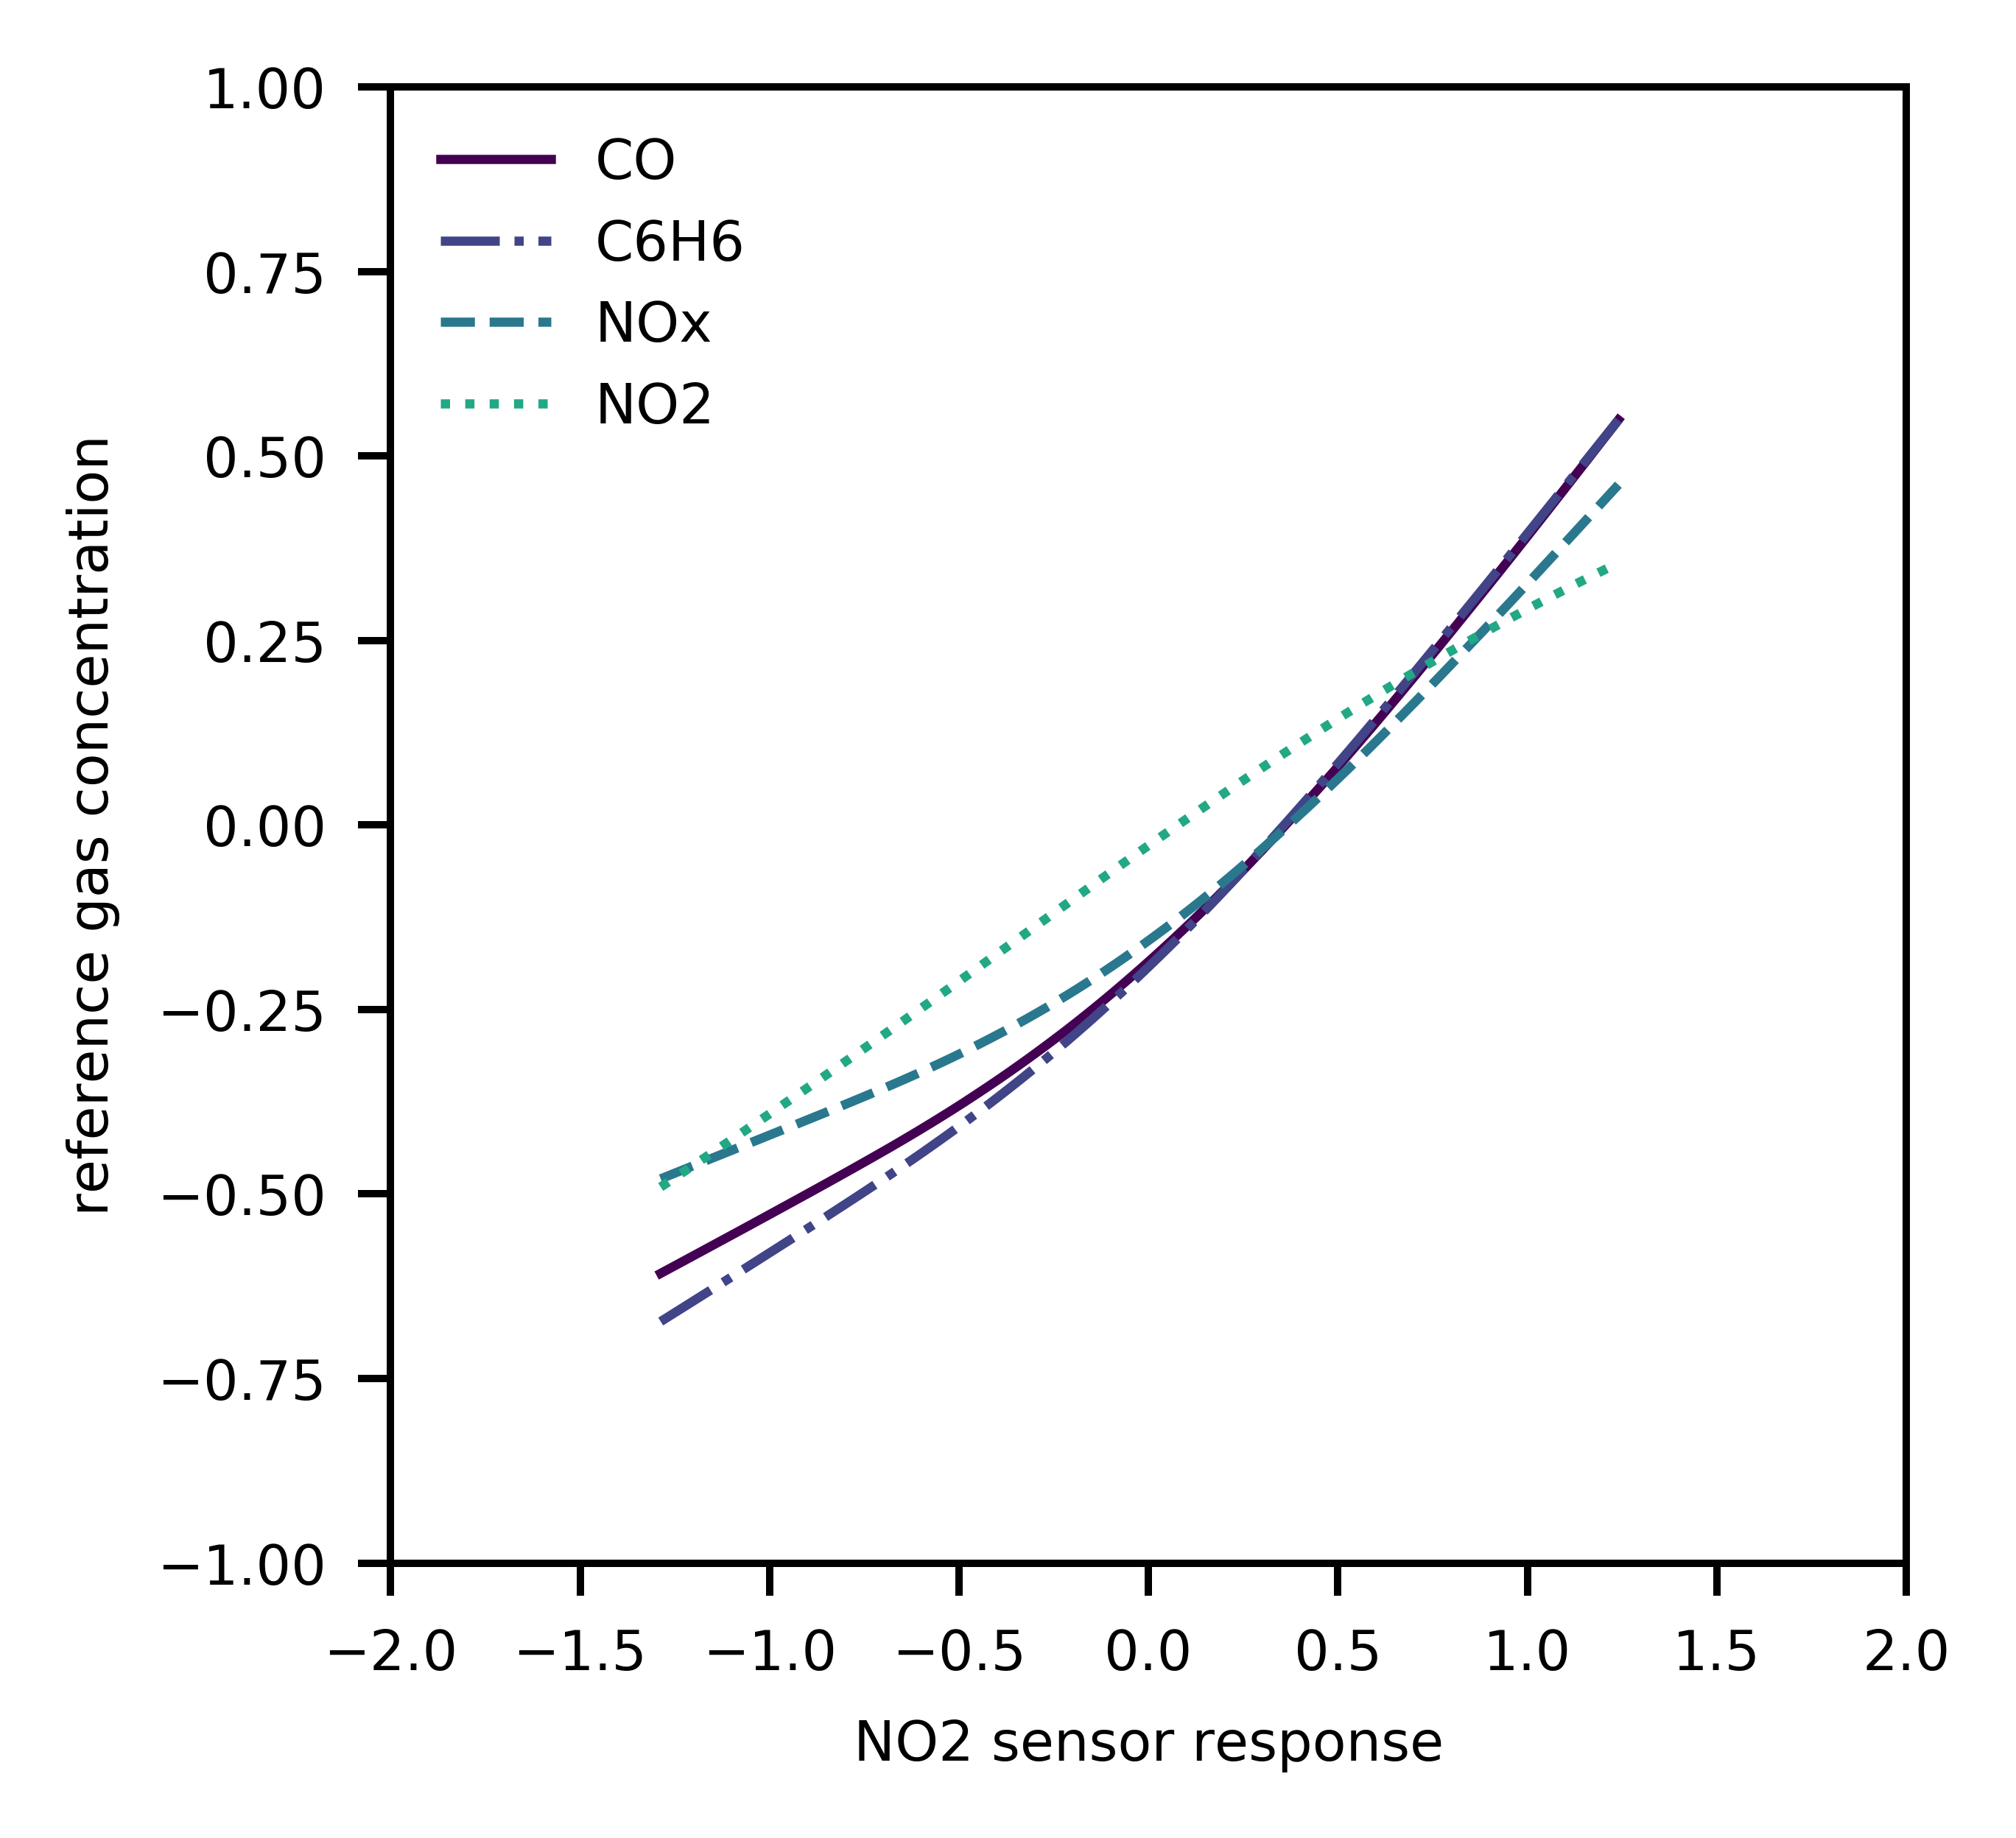 1.00
0.75
0.50
0.25
0.00
−0.25
−0.50
−0.75
−1.00
reference gas concentration
CO
C6H6
NOx
NO2
−2.0 −1.5 −1.0 −0.5 0.0 0.5 1.0 1.5 2.0
NO2 sensor response